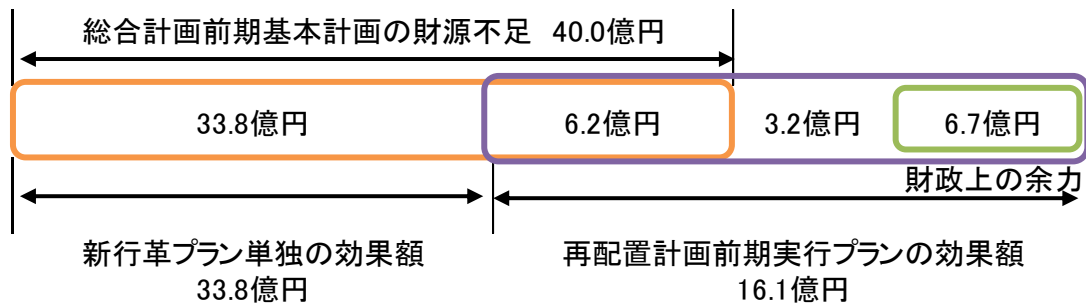 総合計画前期基本計画の財源不足 40.0億円
33.8億円
6.2億円
3.2億円
6.7億円
財政上の余力
新行革プラン単独の効果額
33.8億円
再配置計画前期実行プランの効果額
16.1億円